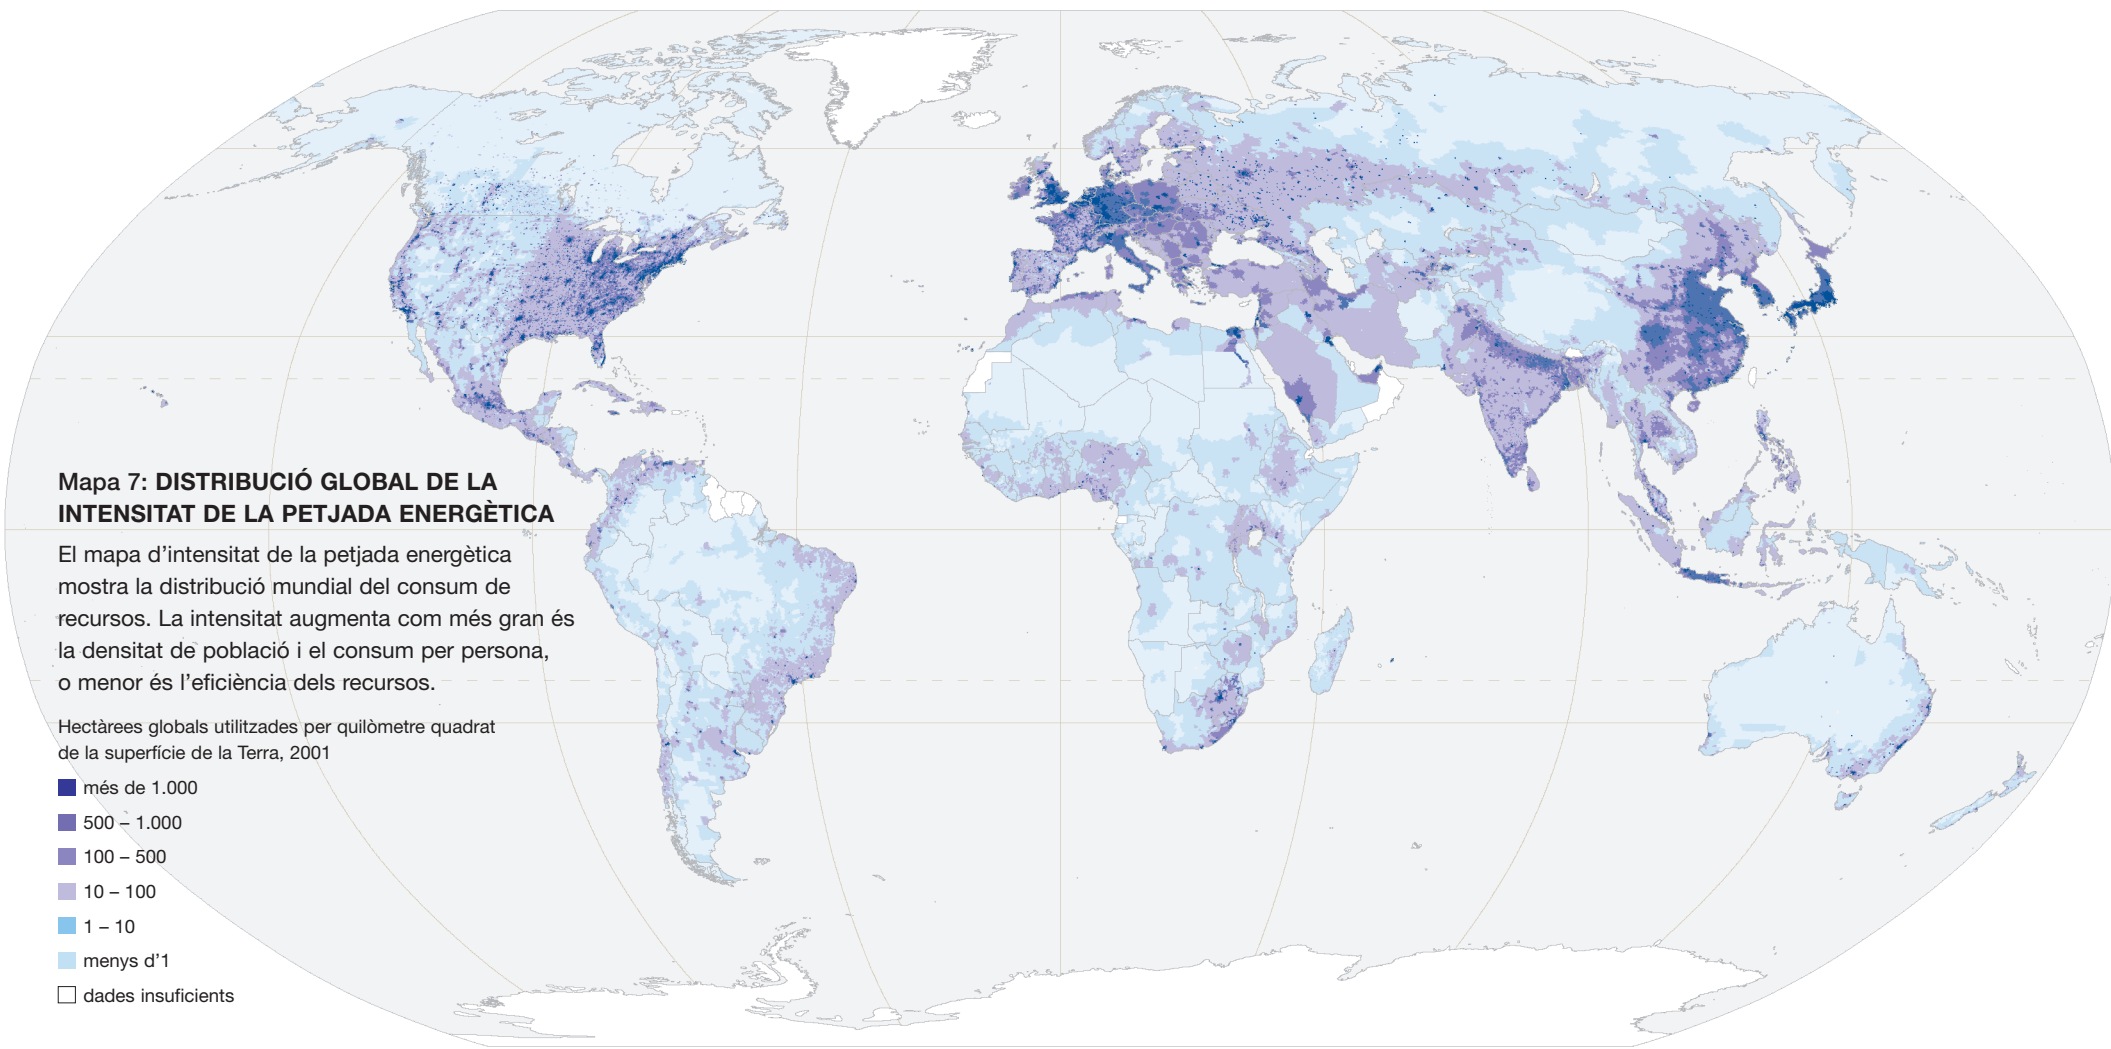 Mapa 7: DISTRIBUCIÓ GLOBAL DE LA
INTENSITAT DE LA PETJADA ENERGÈTICA
El mapa d’intensitat de la petjada energètica
mostra la distribució mundial del consum de
recursos. La intensitat augmenta com més gran és
la densitat de població i el consum per persona,
o menor és l’eficiència dels recursos.
Hectàrees globals utilitzades per quilòmetre quadrat
de la superfície de la Terra, 2001
més de 1.000
500 – 1.000
100 – 500
10 – 100
1 – 10
menys d’1
dades insuficients